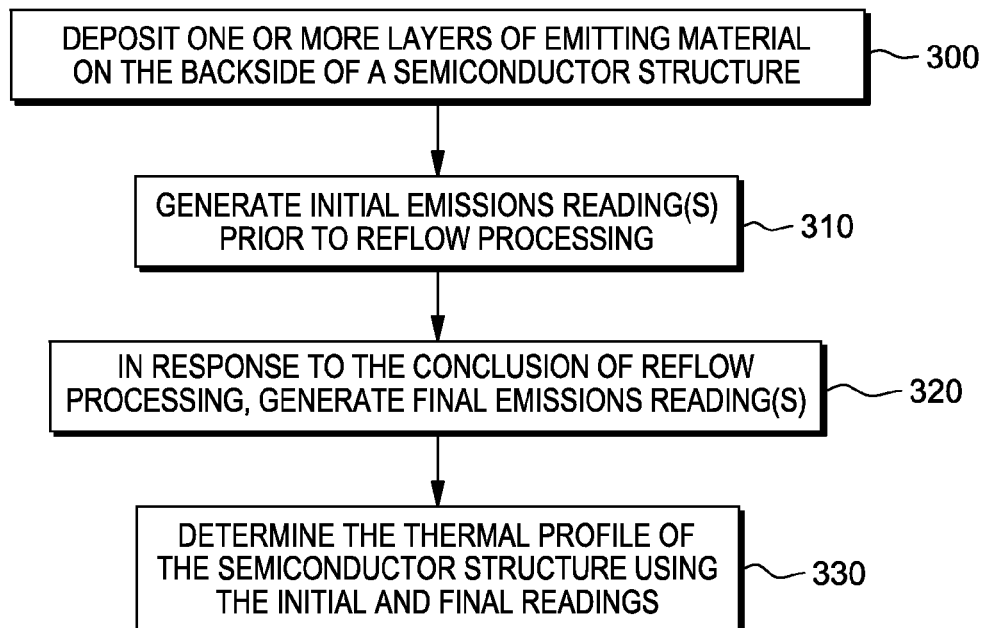 DEPOSIT ONE OR MORE LAYERS OF EMITTING MATERIAL
ON THE BACKSIDE OF A SEMICONDUCTOR STRUCTURE
300
GENERATE INITIAL EMISSIONS READING(S)
PRIOR TO REFLOW PROCESSING
310
IN RESPONSE TO THE CONCLUSION OF REFLOW
PROCESSING, GENERATE FINAL EMISSIONS READING(S)
320
DETERMINE THE THERMAL PROFILE OF
THE SEMICONDUCTOR STRUCTURE USING
THE INITIAL AND FINAL READINGS
330